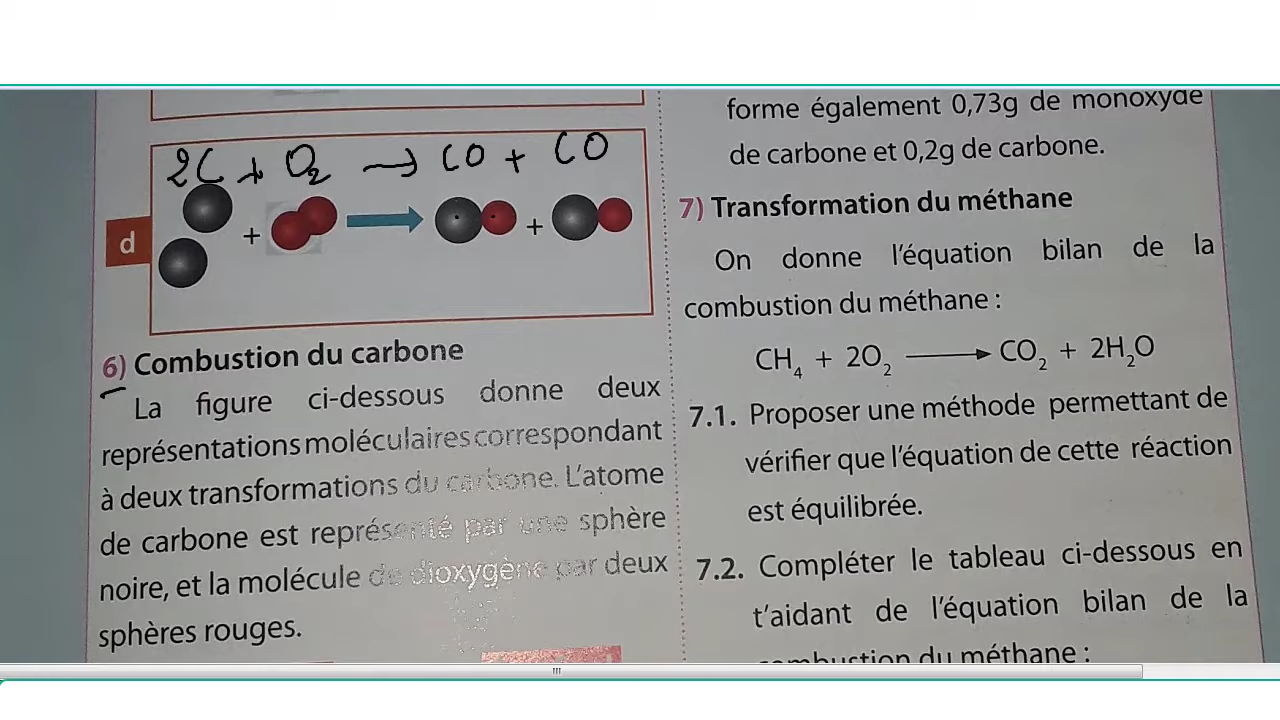 2C + O₂ → CO + CO
d
+
+
6) Combustion du carbone
La figure ci-dessous donne deux
représentations moléculaires correspondant
à deux transformations du carbone. L'atome
de carbone est représenté par une sphère
noire, et la molécule de dioxygène par deux
sphères rouges.
forme également 0,73g de monoxyde
de carbone et 0,2g de carbone.
7) Transformation du méthane
On donne l'équation bilan de la
combustion du méthane :
CH₄ + 2O₂ → CO₂ + 2H₂O
7.1. Proposer une méthode permettant de
vérifier que l'équation de cette réaction
est équilibrée.
7.2. Compléter le tableau ci-dessous en
t'aidant de l'équation bilan de la
combustion du méthane :